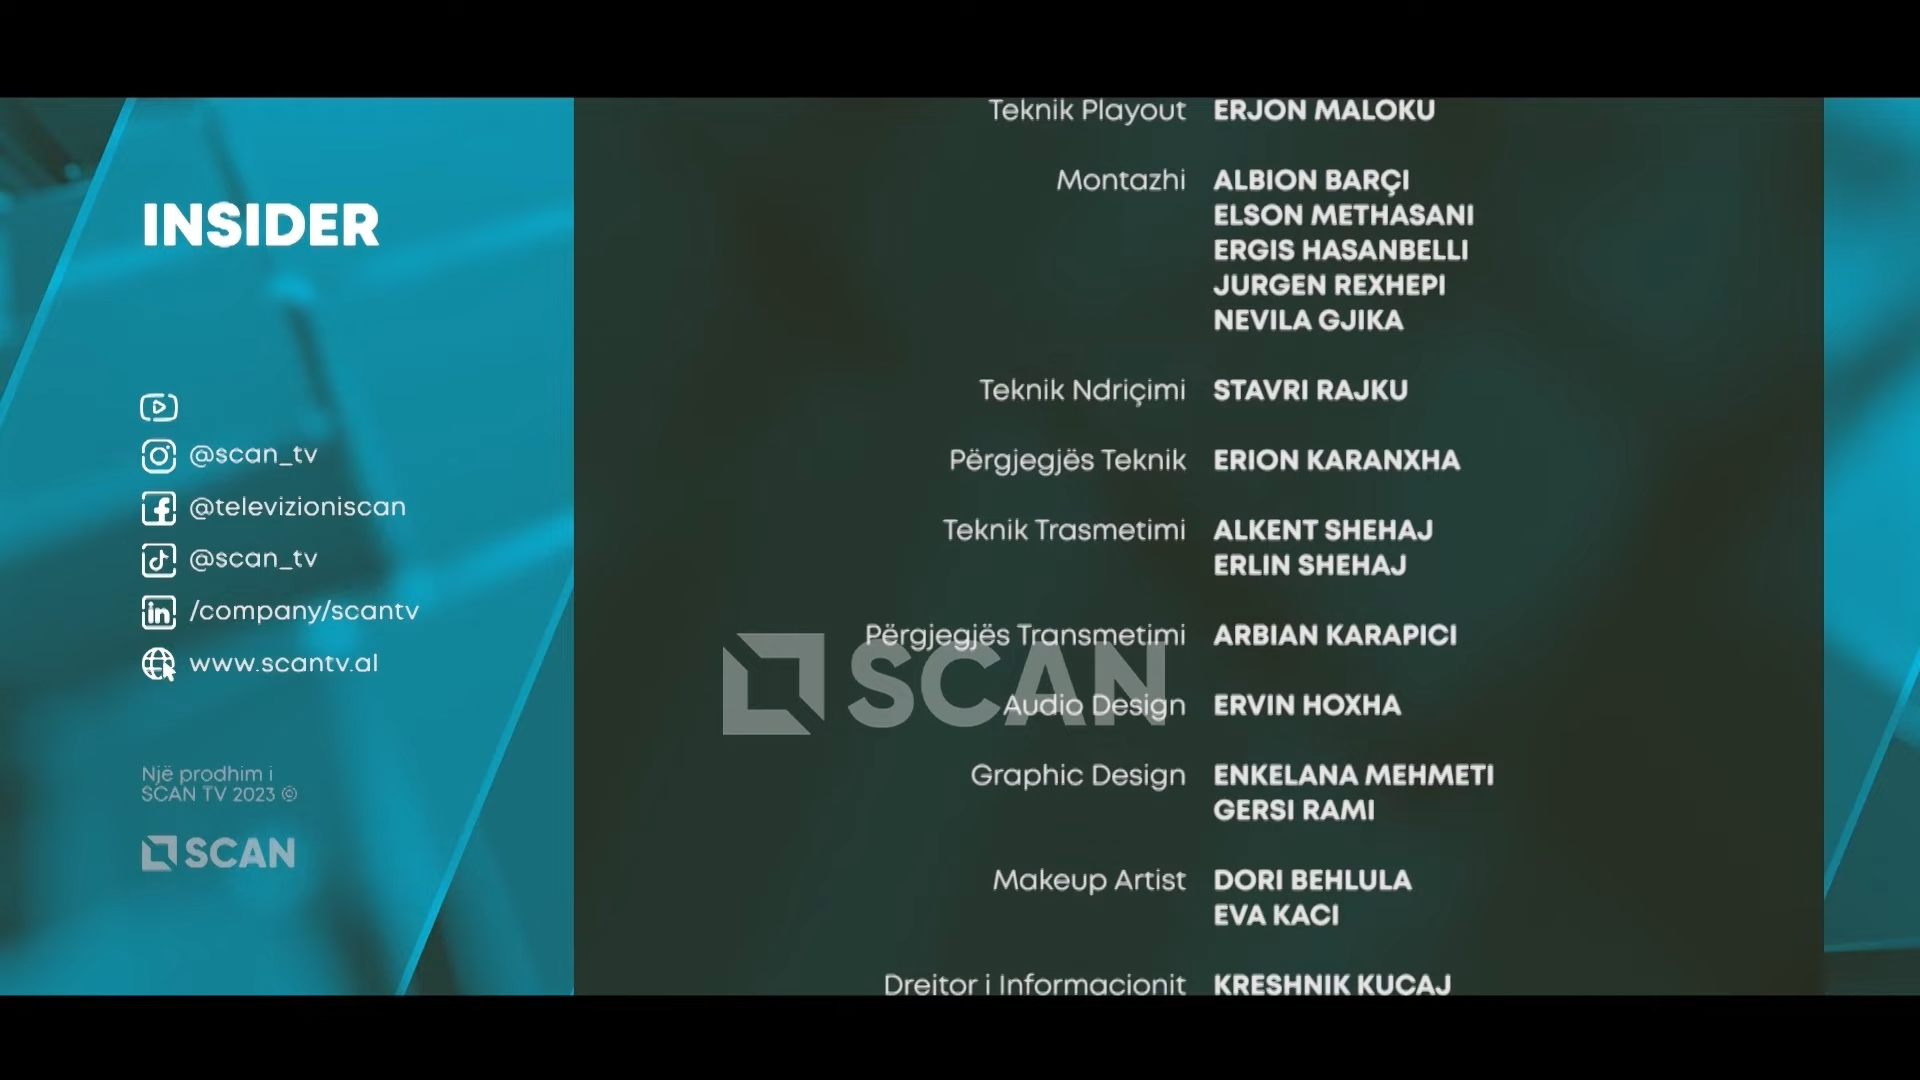 INSIDER
@scan_tv
@televizioniscan
@scan_tv
/company/scantv
www.scantv.al
Një prodhim i
SCAN TV 2023 ©
SCAN
Teknik Playout ERJON MALOKU
Montazhi ALBION BARÇI
ELSON METHASANI
ERGIS HASANBELLI
JURGEN REXHEPI
NEVILA GJIKA
Teknik Ndriçimi STAVRI RAJKU
Përgjegjës Teknik ERION KARANXHA
Teknik Trasmetimi ALKENT SHEHAJ
ERLIN SHEHAJ
Përgjegjës Transmetimi ARBIAN KARAPICI
SCAN
Audio Design ERVIN HOXHA
Graphic Design ENKELANA MEHMETI
GERSI RAMI
Makeup Artist DORI BEHLULA
EVA KACI
Drejtor i Informacionit KRESHNIK KUCAJ